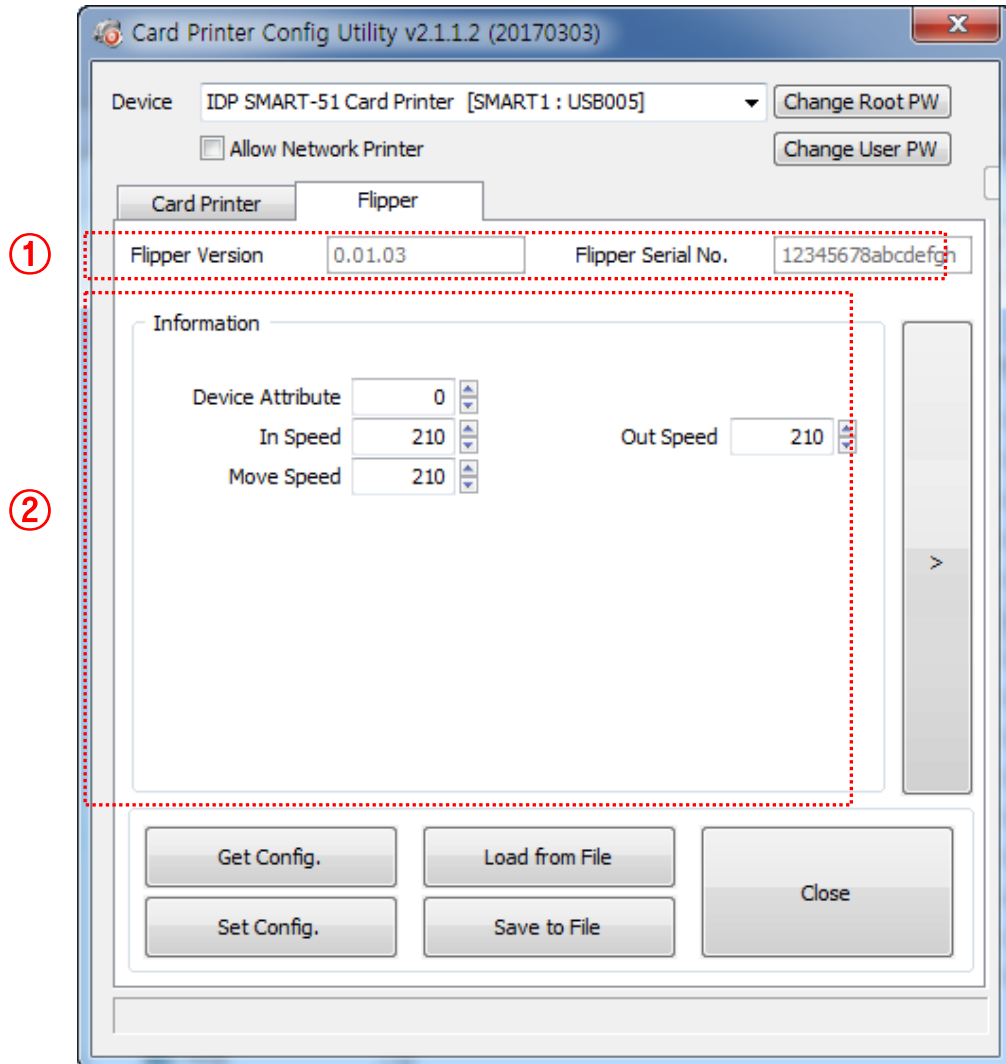 Card Printer Config Utility v2.1.1.2 (20170303)
x
Device IDP SMART-51 Card Printer [SMART1 : USB005] Change Root PW
Allow Network Printer Change User PW
Card Printer Flipper
① Flipper Version 0.01.03 Flipper Serial No. 12345678abcdefgh
Information
Device Attribute 0
In Speed 210 Out Speed 210
Move Speed 210
②
>
Get Config. Load from File
Close
Set Config. Save to File